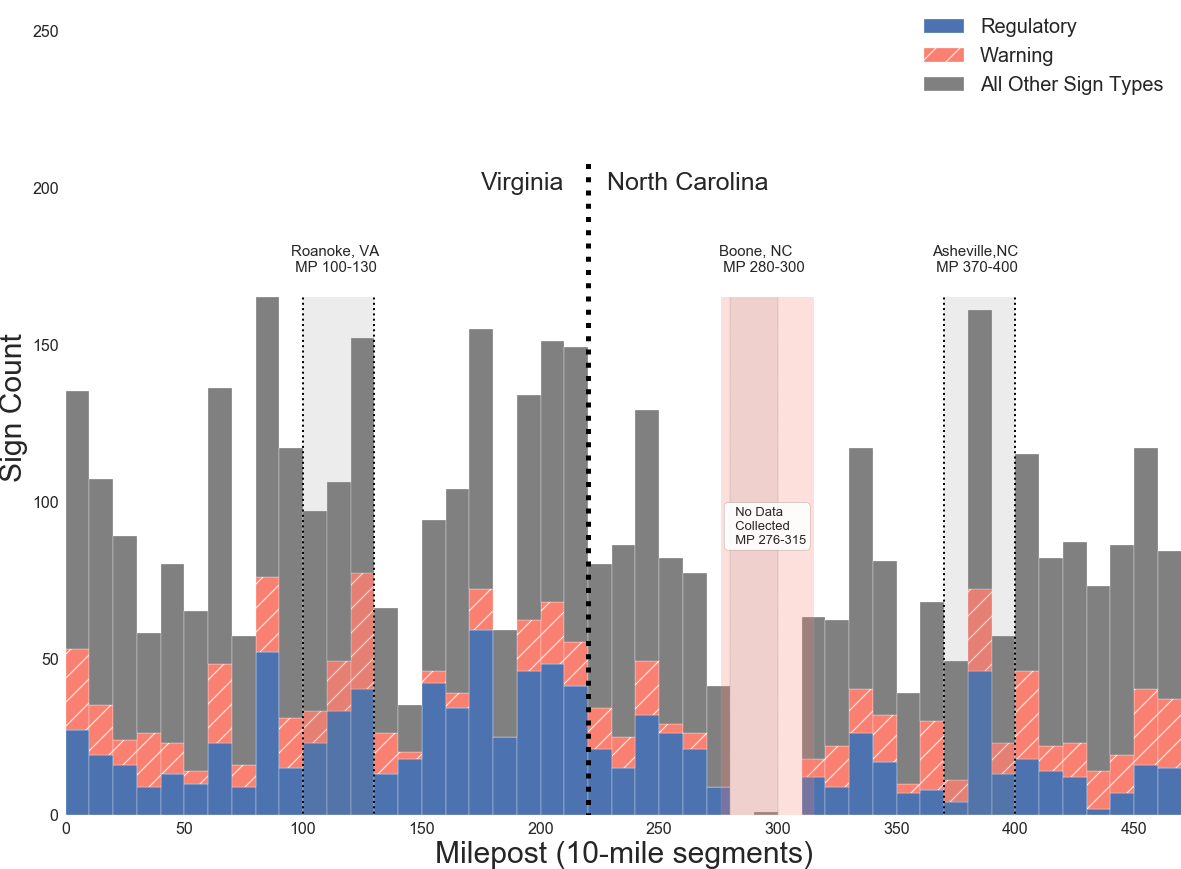 250
Regulatory
Warning
All Other Sign Types
200
Virginia
North Carolina
Roanoke, VA
MP 100-130
Boone, NC
MP 280-300
Asheville,NC
MP 370-400
150
Sign Count
100
No Data
Collected
MP 276-315
50
0
0 50 100 150 200 250 300 350 400 450
Milepost (10-mile segments)